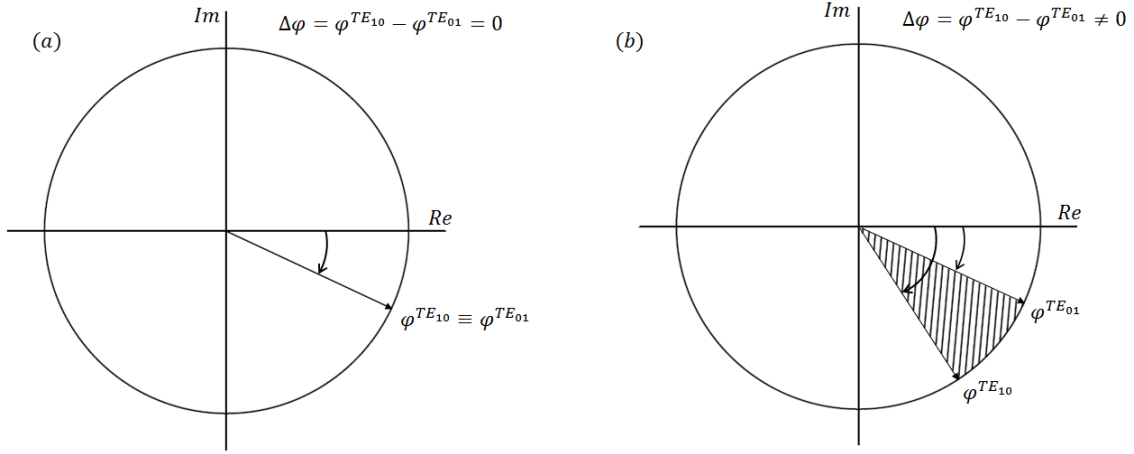 (a)
Im
Δφ = φ^{TE_{10}} − φ^{TE_{01}} = 0
Re
φ^{TE_{10}} ≡ φ^{TE_{01}}
(b)
Im
Δφ = φ^{TE_{10}} − φ^{TE_{01}} ≠ 0
Re
φ^{TE_{01}}
φ^{TE_{10}}